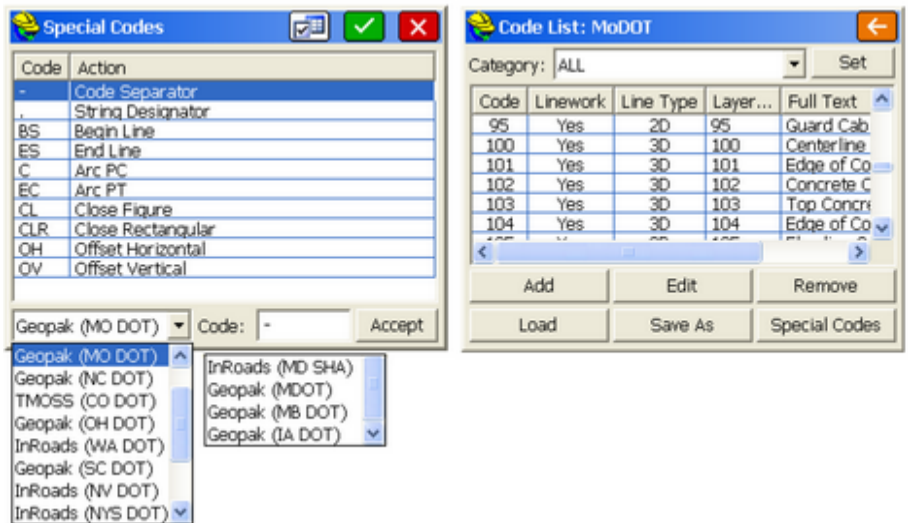 Special Codes
Code Action
- Code Separator
, String Designator
BS Begin Line
ES End Line
C Arc PC
EC Arc PT
CL Close Figure
CLR Close Rectangular
OH Offset Horizontal
OV Offset Vertical
Geopak (MO DOT) Code: - Accept
Geopak (MO DOT)
Geopak (NC DOT)
TMOSS (CO DOT)
Geopak (OH DOT)
InRoads (WA DOT)
Geopak (SC DOT)
InRoads (NV DOT)
InRoads (NYS DOT)
InRoads (MD SHA)
Geopak (MDOT)
Geopak (MB DOT)
Geopak (IA DOT)
Code List: MoDOT
Category: ALL Set
Code Linework Line Type Layer... Full Text
95 Yes 2D 95 Guard Cab
100 Yes 3D 100 Centerline
101 Yes 3D 101 Edge of Co
102 Yes 3D 102 Concrete C
103 Yes 3D 103 Top Concre
104 Yes 3D 104 Edge of Co
Add Edit Remove
Load Save As Special Codes